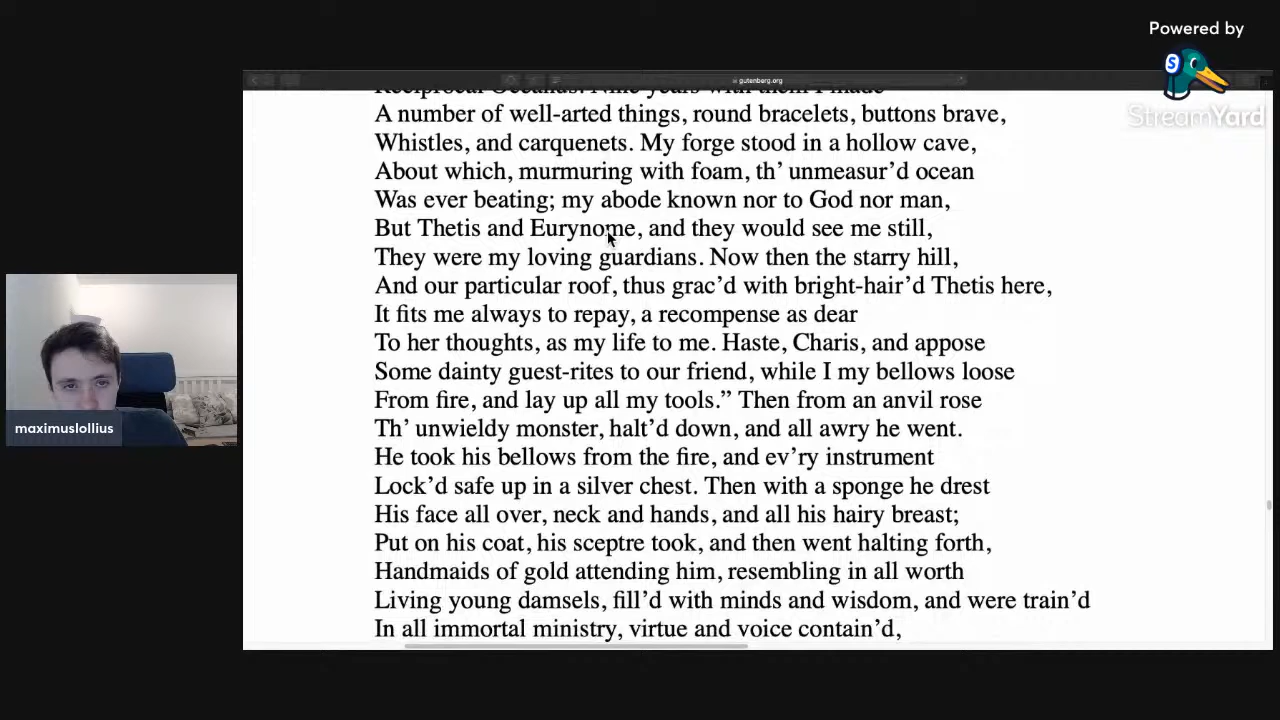 Powered by
StreamYard
gutenberg.org
Reciprocal Oceanus. Nine years with them I made
A number of well-arted things, round bracelets, buttons brave,
Whistles, and carquenets. My forge stood in a hollow cave,
About which, murmuring with foam, th’ unmeasur’d ocean
Was ever beating; my abode known nor to God nor man,
But Thetis and Eurynome, and they would see me still,
They were my loving guardians. Now then the starry hill,
And our particular roof, thus grac’d with bright-hair’d Thetis here,
It fits me always to repay, a recompense as dear
To her thoughts, as my life to me. Haste, Charis, and appose
Some dainty guest-rites to our friend, while I my bellows loose
From fire, and lay up all my tools.” Then from an anvil rose
Th’ unwieldy monster, halt’d down, and all awry he went.
He took his bellows from the fire, and ev’ry instrument
Lock’d safe up in a silver chest. Then with a sponge he drest
His face all over, neck and hands, and all his hairy breast;
Put on his coat, his sceptre took, and then went halting forth,
Handmaids of gold attending him, resembling in all worth
Living young damsels, fill’d with minds and wisdom, and were train’d
In all immortal ministry, virtue and voice contain’d,
maximuslollius